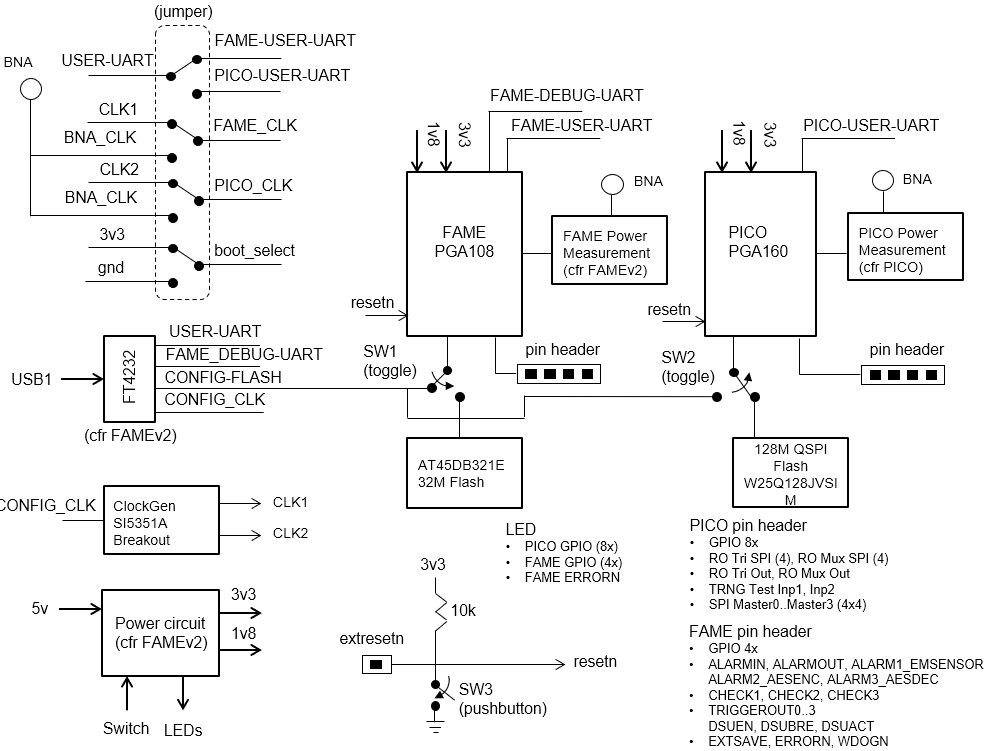 (jumper)
BNA
USER-UART
FAME-USER-UART
PICO-USER-UART
CLK1
BNA_CLK
FAME_CLK
CLK2
BNA_CLK
PICO_CLK
3v3
gnd
boot_select
FAME-DEBUG-UART
FAME-USER-UART
1v8
3v3
FAME
PGA108
BNA
FAME Power
Measurement
(cfr FAMEv2)
resetn
SW1
(toggle)
pin header
PICO-USER-UART
1v8
3v3
PICO
PGA160
BNA
PICO Power
Measurement
(cfr PICO)
resetn
SW2
(toggle)
pin header
USB1
FT4232
(cfr FAMEv2)
USER-UART
FAME_DEBUG-UART
CONFIG-FLASH
CONFIG_CLK
AT45DB321E
32M Flash
128M QSPI
Flash
W25Q128JVSI
M
CONFIG_CLK
ClockGen
SI5351A
Breakout
CLK1
CLK2
5v
Power circuit
(cfr FAMEv2)
3v3
1v8
Switch
LEDs
3v3
10k
extresetn
resetn
SW3
(pushbutton)
LED
• PICO GPIO (8x)
• FAME GPIO (4x)
• FAME ERRORN
PICO pin header
• GPIO 8x
• RO Tri SPI (4), RO Mux SPI (4)
• RO Tri Out, RO Mux Out
• TRNG Test Inp1, Inp2
• SPI Master0..Master3 (4x4)
FAME pin header
• GPIO 4x
• ALARMIN, ALARMOUT, ALARM1_EMSENSOR
ALARM2_AESENC, ALARM3_AESDEC
• CHECK1, CHECK2, CHECK3
• TRIGGEROUT0..3
DSUEN, DSUBRE, DSUACT
• EXTSAVE, ERRORN, WDOGN